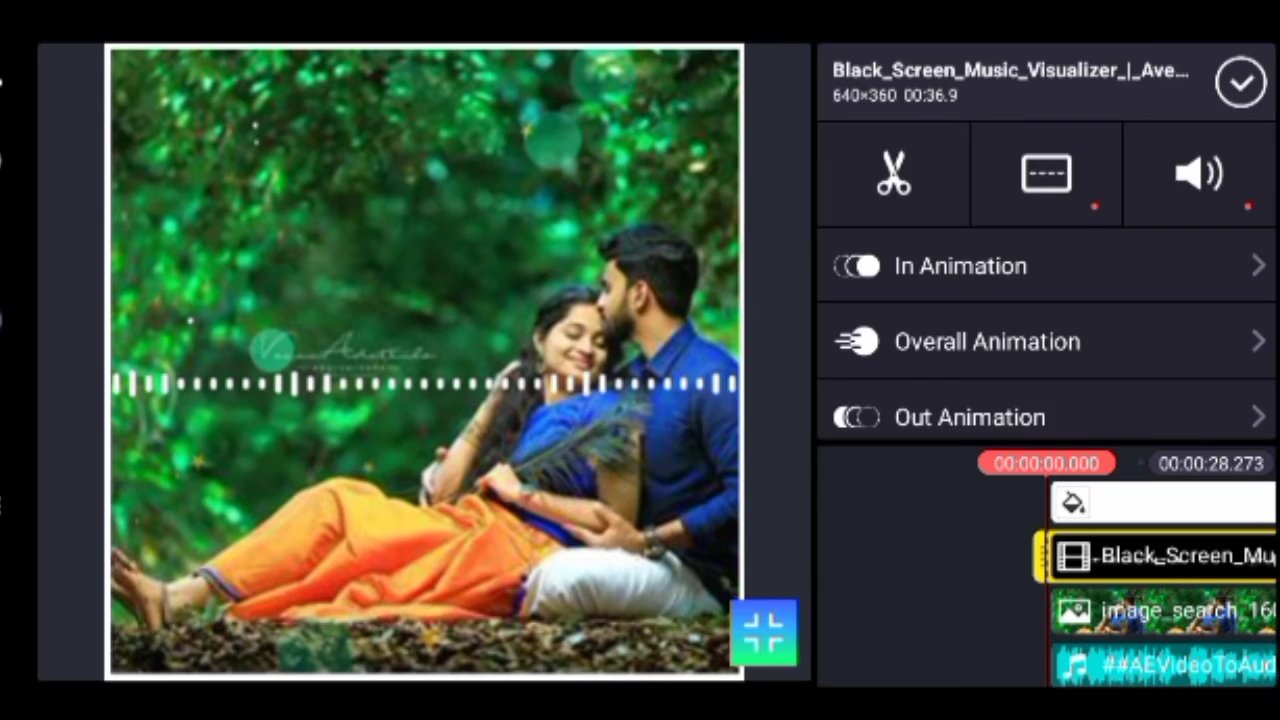 Black_Screen_Music_Visualizer_|_Ave...
640×360 00:36.9
In Animation
Overall Animation
Out Animation
00:00:00.000
00:00:28.273
Black_Screen_Mu
image_search_16
##AEVideoToAud